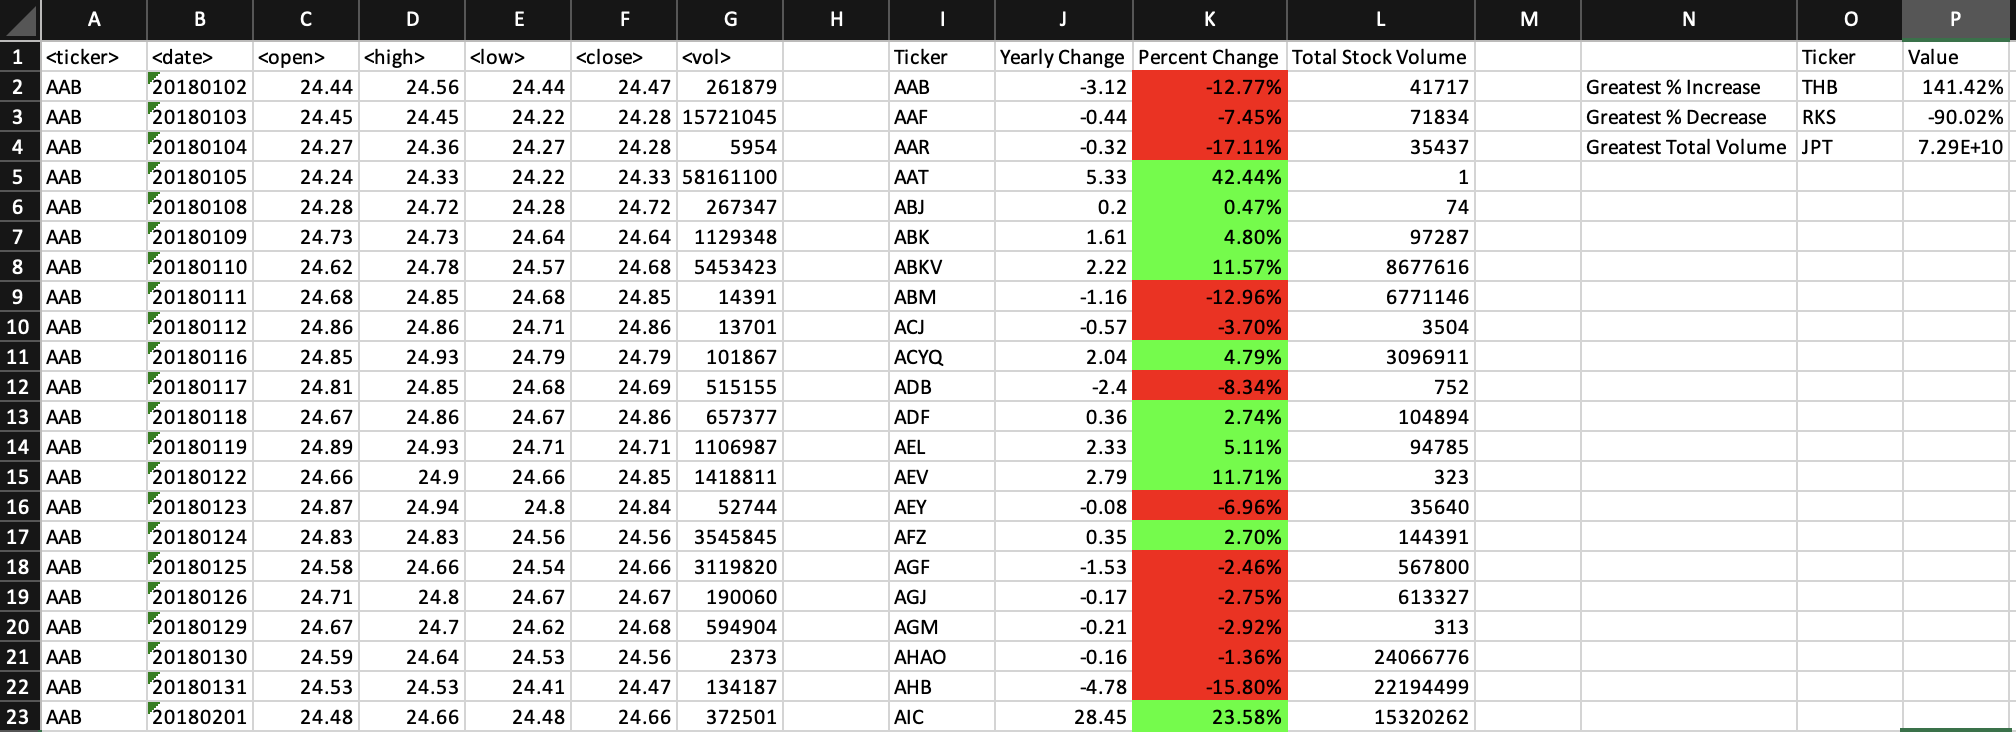 A B C D E F G H I J K L M N O P
1 <ticker> <date> <open> <high> <low> <close> <vol> Ticker Yearly Change Percent Change Total Stock Volume Ticker Value
2 AAB 20180102 24.44 24.56 24.44 24.47 261879 AAB -3.12 -12.77% 41717 Greatest % Increase THB 141.42%
3 AAB 20180103 24.45 24.45 24.22 24.28 15721045 AAF -0.44 -7.45% 71834 Greatest % Decrease RKS -90.02%
4 AAB 20180104 24.27 24.36 24.27 24.28 5954 AAR -0.32 -17.11% 35437 Greatest Total Volume JPT 7.29E+10
5 AAB 20180105 24.24 24.33 24.22 24.33 58161100 AAT 5.33 42.44% 1
6 AAB 20180108 24.28 24.72 24.28 24.72 267347 ABJ 0.2 0.47% 74
7 AAB 20180109 24.73 24.73 24.64 24.64 1129348 ABK 1.61 4.80% 97287
8 AAB 20180110 24.62 24.78 24.57 24.68 5453423 ABKV 2.22 11.57% 8677616
9 AAB 20180111 24.68 24.85 24.68 24.85 14391 ABM -1.16 -12.96% 6771146
10 AAB 20180112 24.86 24.86 24.71 24.86 13701 ACJ -0.57 -3.70% 3504
11 AAB 20180116 24.85 24.93 24.79 24.79 101867 ACYQ 2.04 4.79% 3096911
12 AAB 20180117 24.81 24.85 24.68 24.69 515155 ADB -2.4 -8.34% 752
13 AAB 20180118 24.67 24.86 24.67 24.86 657377 ADF 0.36 2.74% 104894
14 AAB 20180119 24.89 24.93 24.71 24.71 1106987 AEL 2.33 5.11% 94785
15 AAB 20180122 24.66 24.9 24.66 24.85 1418811 AEV 2.79 11.71% 323
16 AAB 20180123 24.87 24.94 24.8 24.84 52744 AEY -0.08 -6.96% 35640
17 AAB 20180124 24.83 24.83 24.56 24.56 3545845 AFZ 0.35 2.70% 144391
18 AAB 20180125 24.58 24.66 24.54 24.66 3119820 AGF -1.53 -2.46% 567800
19 AAB 20180126 24.71 24.8 24.67 24.67 190060 AGJ -0.17 -2.75% 613327
20 AAB 20180129 24.67 24.7 24.62 24.68 594904 AGM -0.21 -2.92% 313
21 AAB 20180130 24.59 24.64 24.53 24.56 2373 AHAO -0.16 -1.36% 24066776
22 AAB 20180131 24.53 24.53 24.41 24.47 134187 AHB -4.78 -15.80% 22194499
23 AAB 20180201 24.48 24.66 24.48 24.66 372501 AIC 28.45 23.58% 15320262